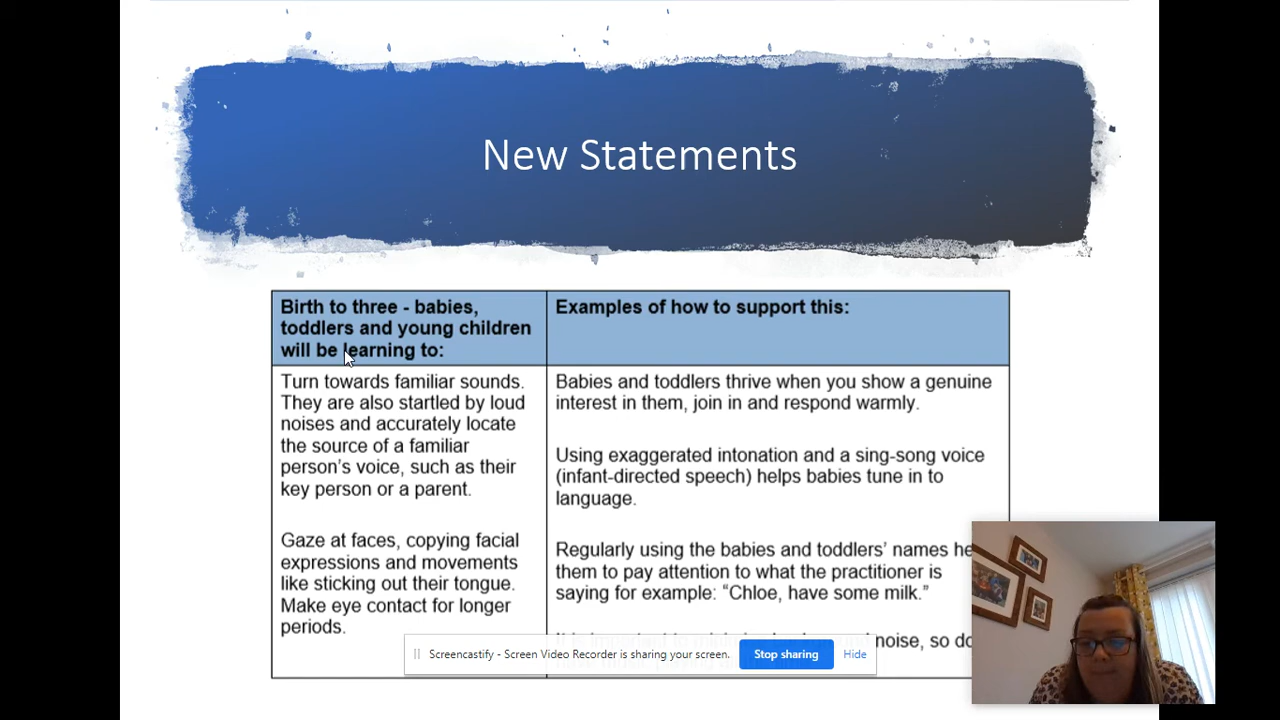 New Statements
Birth to three - babies,
toddlers and young children
will be learning to:
Examples of how to support this:
Turn towards familiar sounds.
They are also startled by loud
noises and accurately locate
the source of a familiar
person's voice, such as their
key person or a parent.
Gaze at faces, copying facial
expressions and movements
like sticking out their tongue.
Make eye contact for longer
periods.
Babies and toddlers thrive when you show a genuine
interest in them, join in and respond warmly.
Using exaggerated intonation and a sing-song voice
(infant-directed speech) helps babies tune in to
language.
Regularly using the babies and toddlers' names he
them to pay attention to what the practitioner is
saying for example: “Chloe, have some milk.”
noise, so do
Screencastify - Screen Video Recorder is sharing your screen.
Stop sharing
Hide